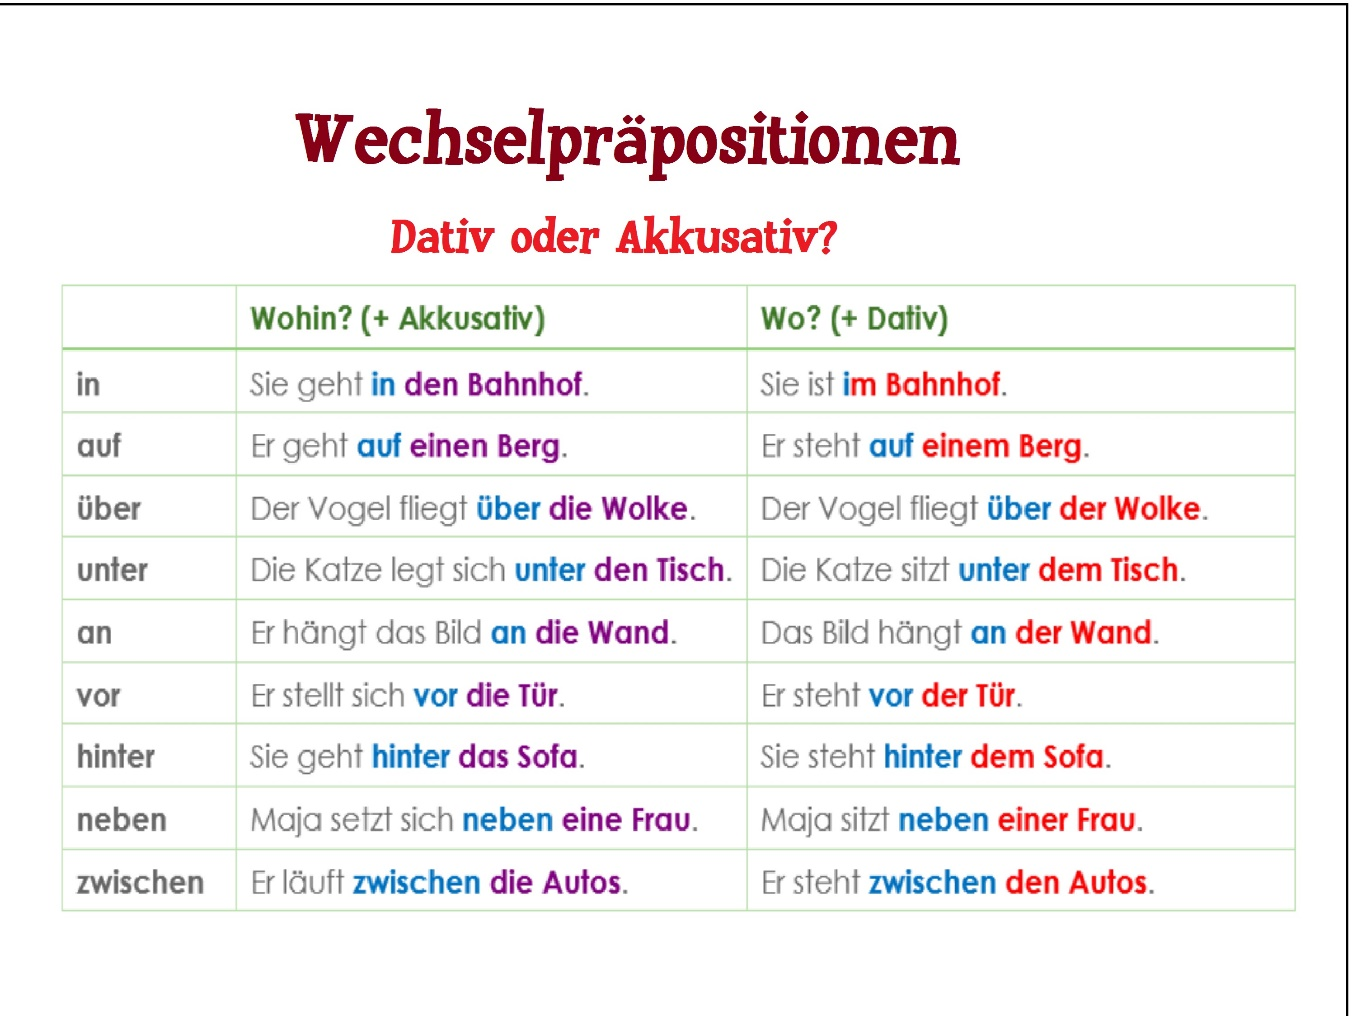 Wechselpräpositionen
Dativ oder Akkusativ?
Wohin? (+ Akkusativ) Wo? (+ Dativ)
in Sie geht in den Bahnhof. Sie ist im Bahnhof.
auf Er geht auf einen Berg. Er steht auf einem Berg.
über Der Vogel fliegt über die Wolke. Der Vogel fliegt über der Wolke.
unter Die Katze legt sich unter den Tisch. Die Katze sitzt unter dem Tisch.
an Er hängt das Bild an die Wand. Das Bild hängt an der Wand.
vor Er stellt sich vor die Tür. Er steht vor der Tür.
hinter Sie geht hinter das Sofa. Sie steht hinter dem Sofa.
neben Maja setzt sich neben eine Frau. Maja sitzt neben einer Frau.
zwischen Er läuft zwischen die Autos. Er steht zwischen den Autos.